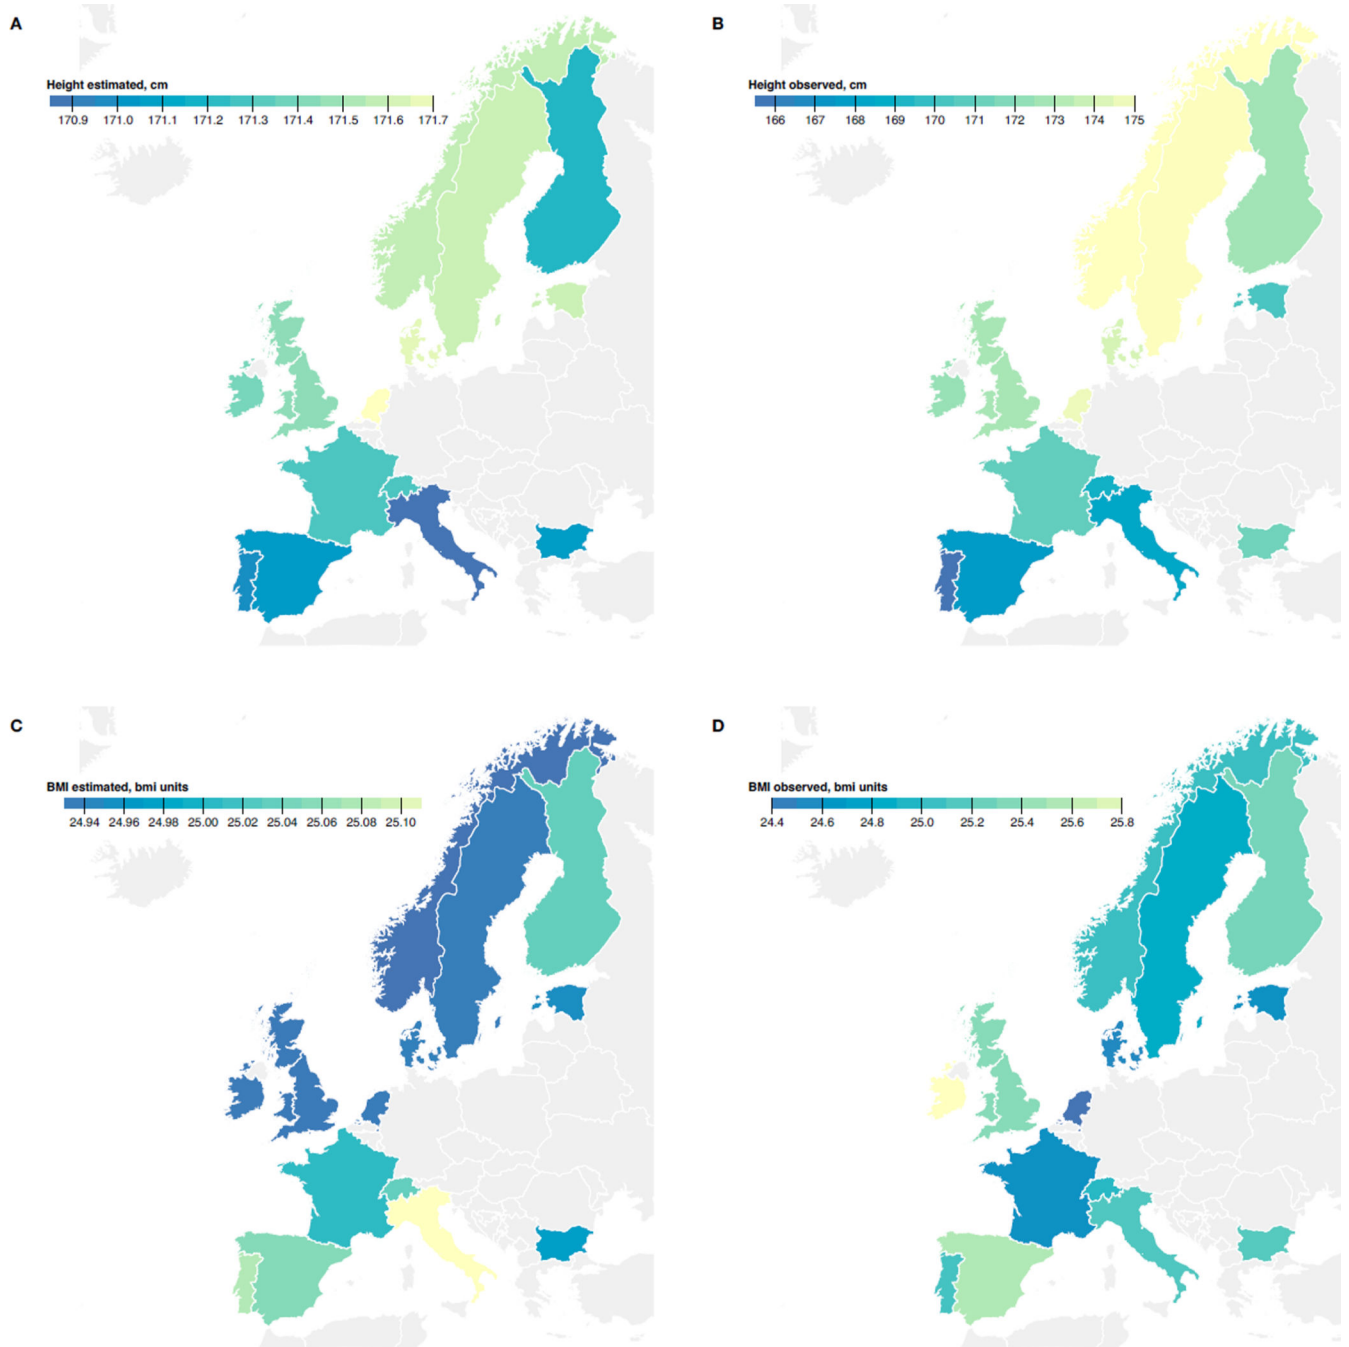 A
Height estimated, cm
170.9 171.0 171.1 171.2 171.3 171.4 171.5 171.6 171.7
B
Height observed, cm
166 167 168 169 170 171 172 173 174 175
C
BMI estimated, bmi units
24.94 24.96 24.98 25.00 25.02 25.04 25.06 25.08 25.10
D
BMI observed, bmi units
24.4 24.6 24.8 25.0 25.2 25.4 25.6 25.8